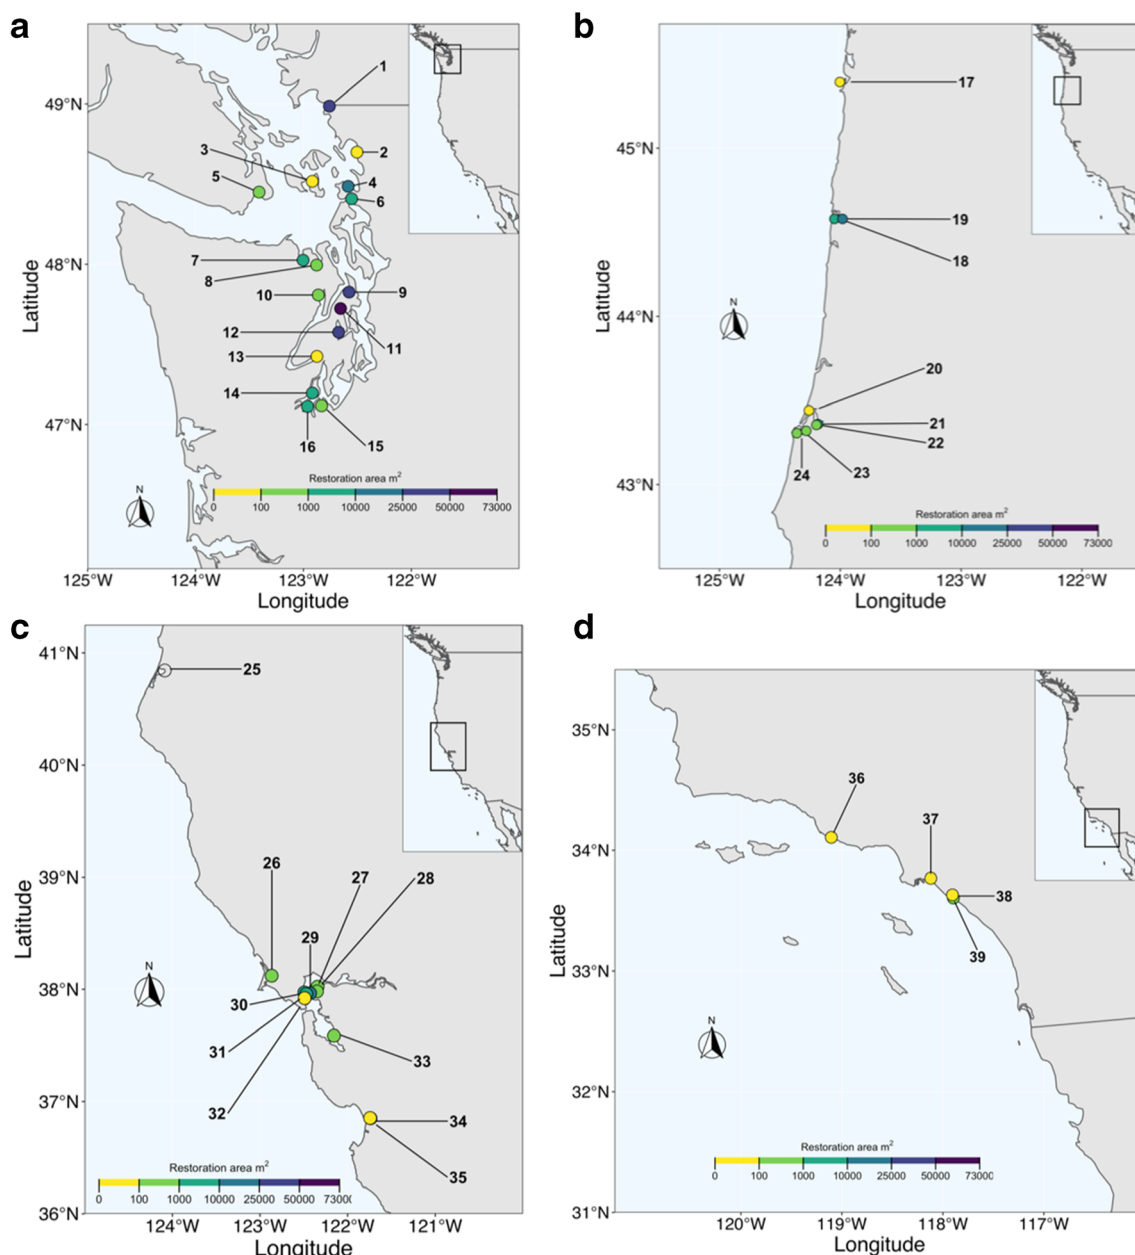 a
1
49°N
3
2
5
4
6
48°N
7
8
9
10
12
11
13
14
47°N
16
15
Restoration area m²
N
0 100 1000 10000 25000 50000 73000
125°W 124°W 123°W 122°W
Longitude
Latitude
b
17
45°N
19
18
N
44°N
20
21
22
24
23
43°N
Restoration area m²
0 100 1000 10000 25000 50000 73000
125°W 124°W 123°W 122°W
Longitude
Latitude
c
41°N
25
40°N
39°N
26
27
28
29
N
38°N
30
31
33
32
37°N
34
35
Restoration area m²
0 100 1000 10000 25000 50000 73000
36°N
124°W 123°W 122°W 121°W
Longitude
Latitude
d
35°N
36
37
34°N
38
39
33°N
N
32°N
Restoration area m²
0 100 1000 10000 25000 50000 73000
31°N
120°W 119°W 118°W 117°W
Longitude
Latitude